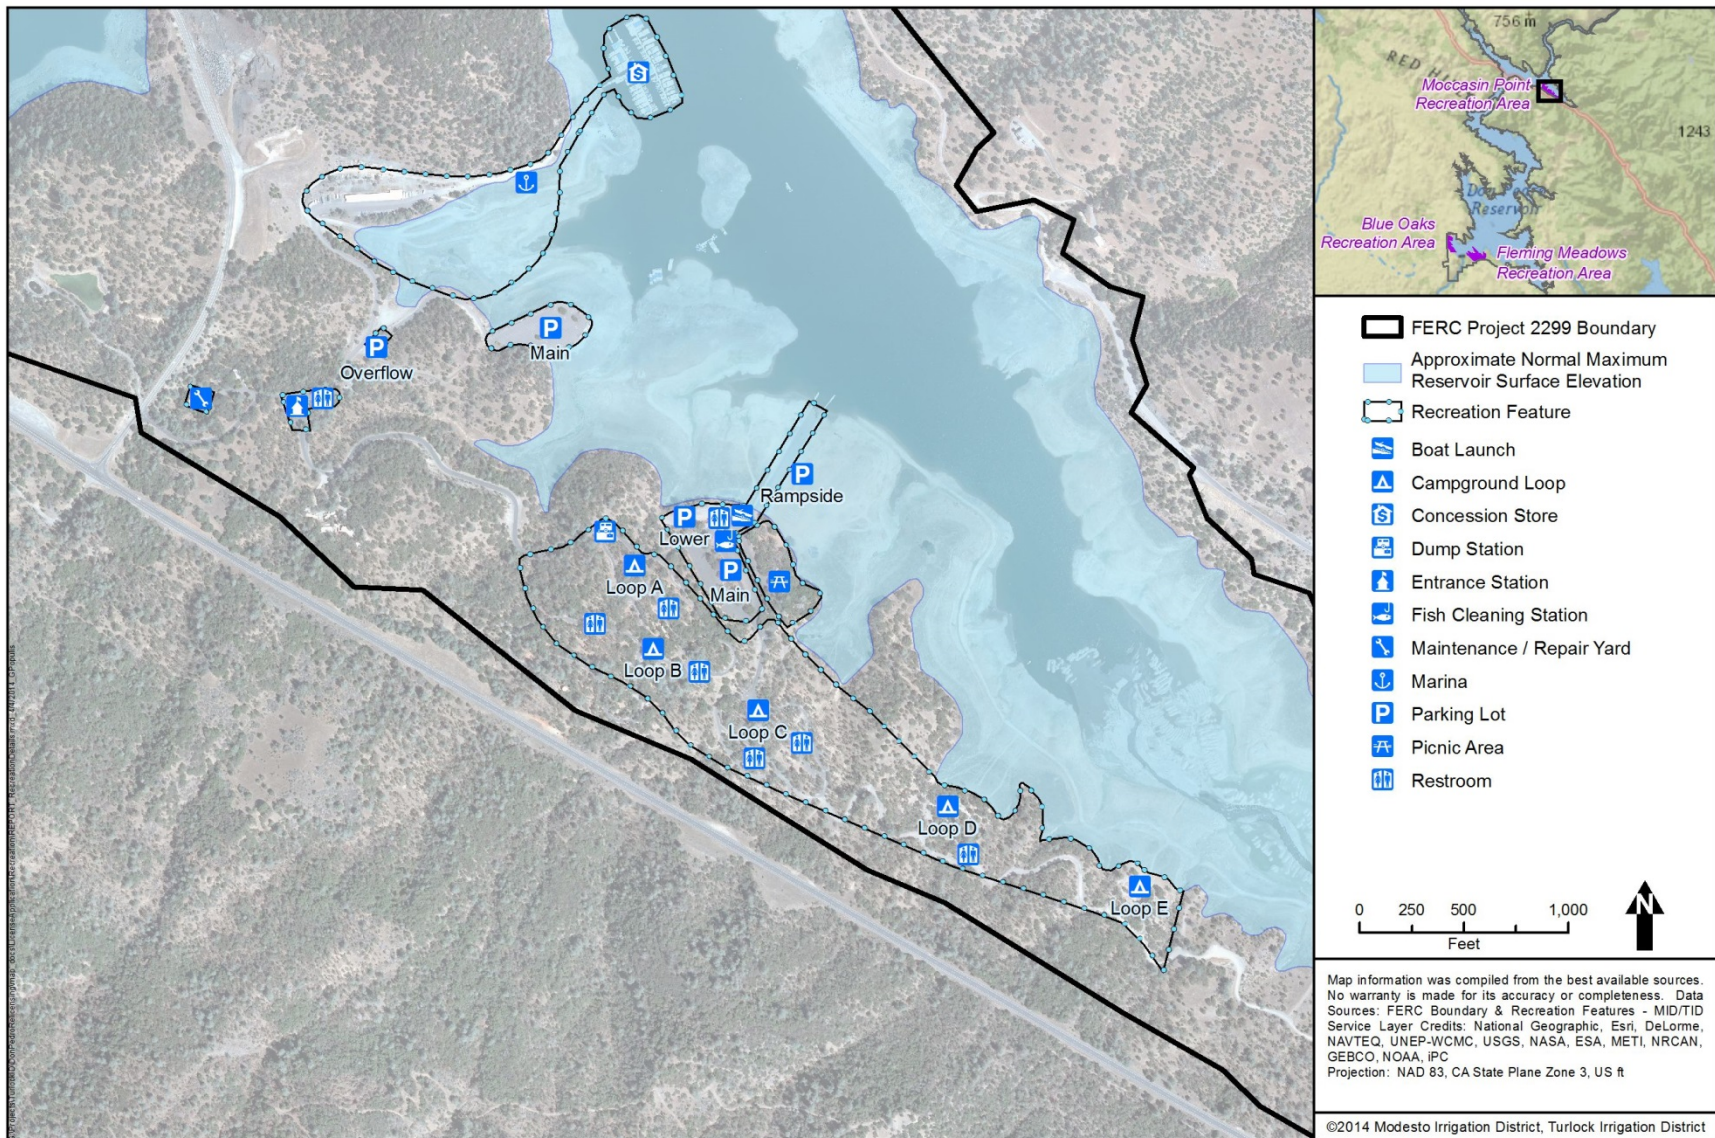 756 m
RED HIL
Moccasin Point
Recreation Area
1243
Don Pedro
Reservoir
Blue Oaks
Recreation Area
Fleming Meadows
Recreation Area
Main
Overflow
Rampside
Lower
Main
Loop A
Loop B
Loop C
Loop D
Loop E
FERC Project 2299 Boundary
Approximate Normal Maximum
Reservoir Surface Elevation
Recreation Feature
Boat Launch
Campground Loop
Concession Store
Dump Station
Entrance Station
Fish Cleaning Station
Maintenance / Repair Yard
Marina
Parking Lot
Picnic Area
Restroom
0 250 500 1,000
Feet
N
Map information was compiled from the best available sources.
No warranty is made for its accuracy or completeness. Data
Sources: FERC Boundary & Recreation Features - MID/TID
Service Layer Credits: National Geographic, Esri, DeLorme,
NAVTEQ, UNEP-WCMC, USGS, NASA, ESA, METI, NRCAN,
GEBCO, NOAA, iPC
Projection: NAD 83, CA State Plane Zone 3, US ft
©2014 Modesto Irrigation District, Turlock Irrigation District